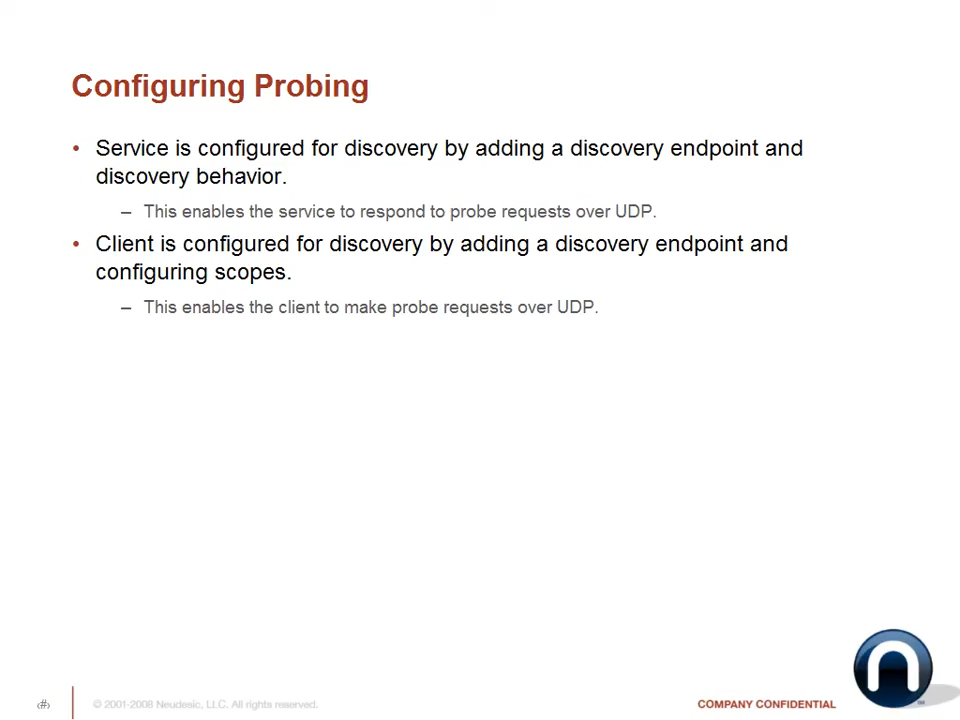 Configuring Probing
• Service is configured for discovery by adding a discovery endpoint and
discovery behavior.
– This enables the service to respond to probe requests over UDP.
• Client is configured for discovery by adding a discovery endpoint and
configuring scopes.
– This enables the client to make probe requests over UDP.
‹#›
© 2001-2008 Neudesic, LLC. All rights reserved.
COMPANY CONFIDENTIAL